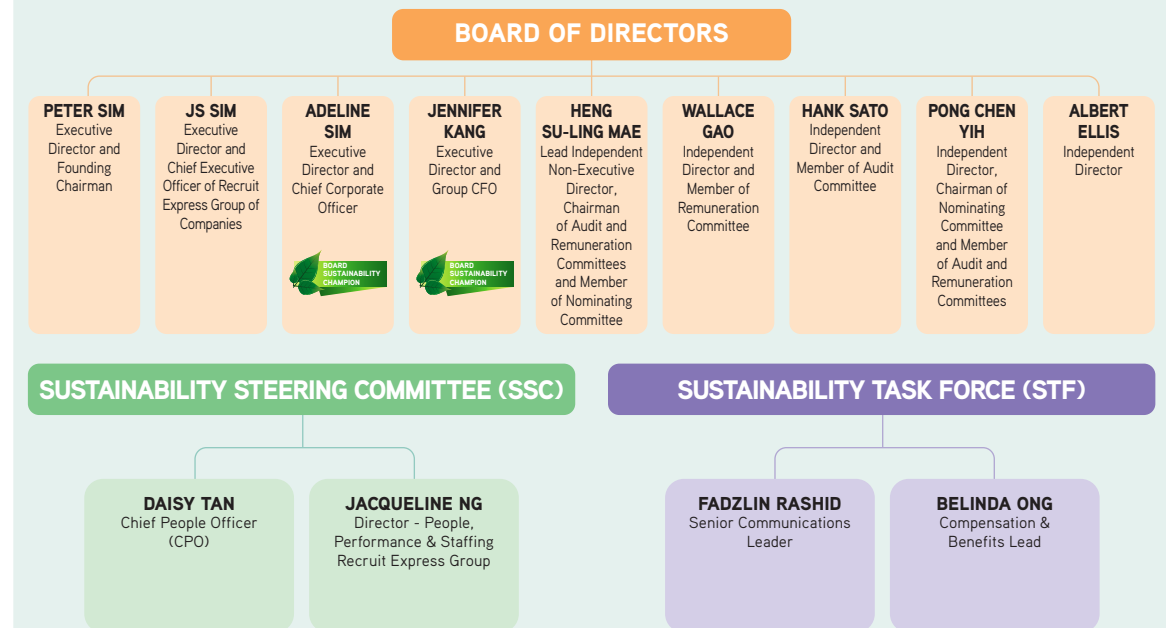 BOARD OF DIRECTORS
PETER SIM
Executive
Director and
Founding
Chairman
JS SIM
Executive
Director and
Chief Executive
Officer of Recruit
Express Group of
Companies
ADELINE
SIM
Executive
Director and
Chief Corporate
Officer
BOARD
SUSTAINABILITY
CHAMPION
JENNIFER
KANG
Executive
Director and
Group CFO
BOARD
SUSTAINABILITY
CHAMPION
HENG
SU-LING MAE
Lead Independent
Non-Executive
Director,
Chairman
of Audit and
Remuneration
Committees
and Member
of Nominating
Committee
WALLACE
GAO
Independent
Director and
Member of
Remuneration
Committee
HANK SATO
Independent
Director and
Member of Audit
Committee
PONG CHEN
YIH
Independent
Director,
Chairman of
Nominating
Committee
and Member
of Audit and
Remuneration
Committees
ALBERT
ELLIS
Independent
Director
SUSTAINABILITY STEERING COMMITTEE (SSC)
DAISY TAN
Chief People Officer
(CPO)
JACQUELINE NG
Director - People,
Performance & Staffing
Recruit Express Group
SUSTAINABILITY TASK FORCE (STF)
FADZLIN RASHID
Senior Communications
Leader
BELINDA ONG
Compensation &
Benefits Lead